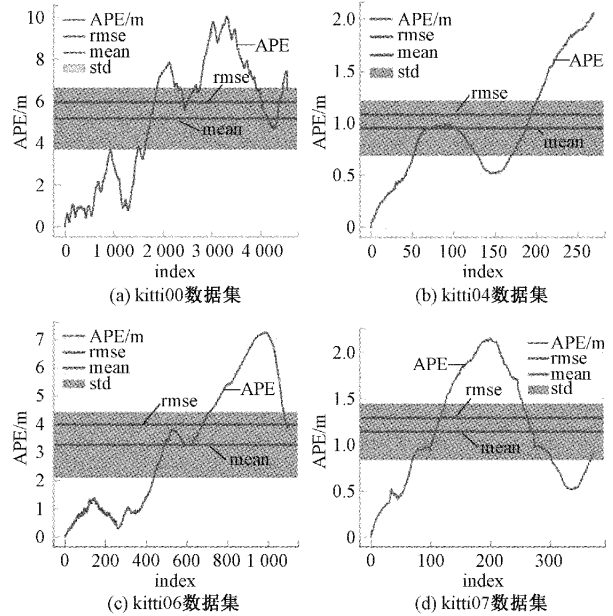 10
8
6
4
2
0
APE/m
APE/m
rmse
mean
std
APE
rmse
mean
0
1 000
2 000
3 000
4 000
index
(a) kitti00数据集
2.0
1.5
1.0
0.5
0
APE/m
APE/m
rmse
mean
std
APE
rmse
mean
0
50
100
150
200
250
index
(b) kitti04数据集
7
6
5
4
3
2
1
0
APE/m
APE/m
rmse
mean
std
APE
rmse
mean
0
200
400
600
800
1 000
index
(c) kitti06数据集
2.0
1.5
1.0
0.5
0
APE/m
APE/m
rmse
mean
std
APE
rmse
mean
0
100
200
300
index
(d) kitti07数据集